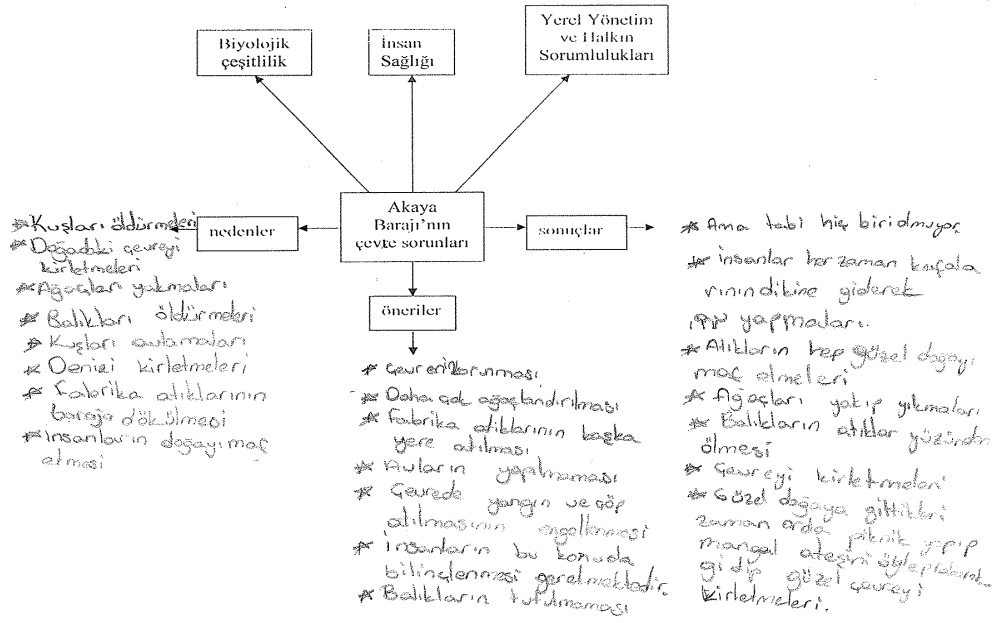 Biyolojik
çeşitlilik
İnsan
Sağlığı
Yerel Yönetim
ve Halkın
Sorumlulukları
Akaya
Barajı'nın
çevre sorunları
nedenler
sonuçlar
öneriler
* Kuşları öldürmeleri
* Doğadaki çevreyi
kirletmeleri
* Ağaçları yakmaları
* Balıkları öldürmeleri
* Kuşları avlamaları
* Denizi kirletmeleri
* Fabrika atıklarının
baraja dökülmesi
* İnsanların doğayı maf
etmesi
* Çevreni korunması
* Daha çok ağaçlandırılması
* Fabrika atıklarının başka
yere atılması
* Avların yapılmaması
* Çevrede yangın ve çöp
atılmasının engellenmesi
* İnsanların bu konuda
bilinçlenmesi gerekmektedir.
* Balıkların tutulmaması
* Ama tabi hiç biri olmuyor.
* İnsanlar her zaman kafala
rının dikine giderek
yapmaları.
* Atıkların hep güzel doğayı
maf etmeleri
* Ağaçları yakıp yıkmaları
* Balıkların atıklar yüzünden
ölmesi
* Çevreyi kirletmeleri
* Güzel doğaya gittikleri
zaman orda piknik yapıp
mangal ateşini öyle
gidip güzel çevreyi
kirletmeleri.